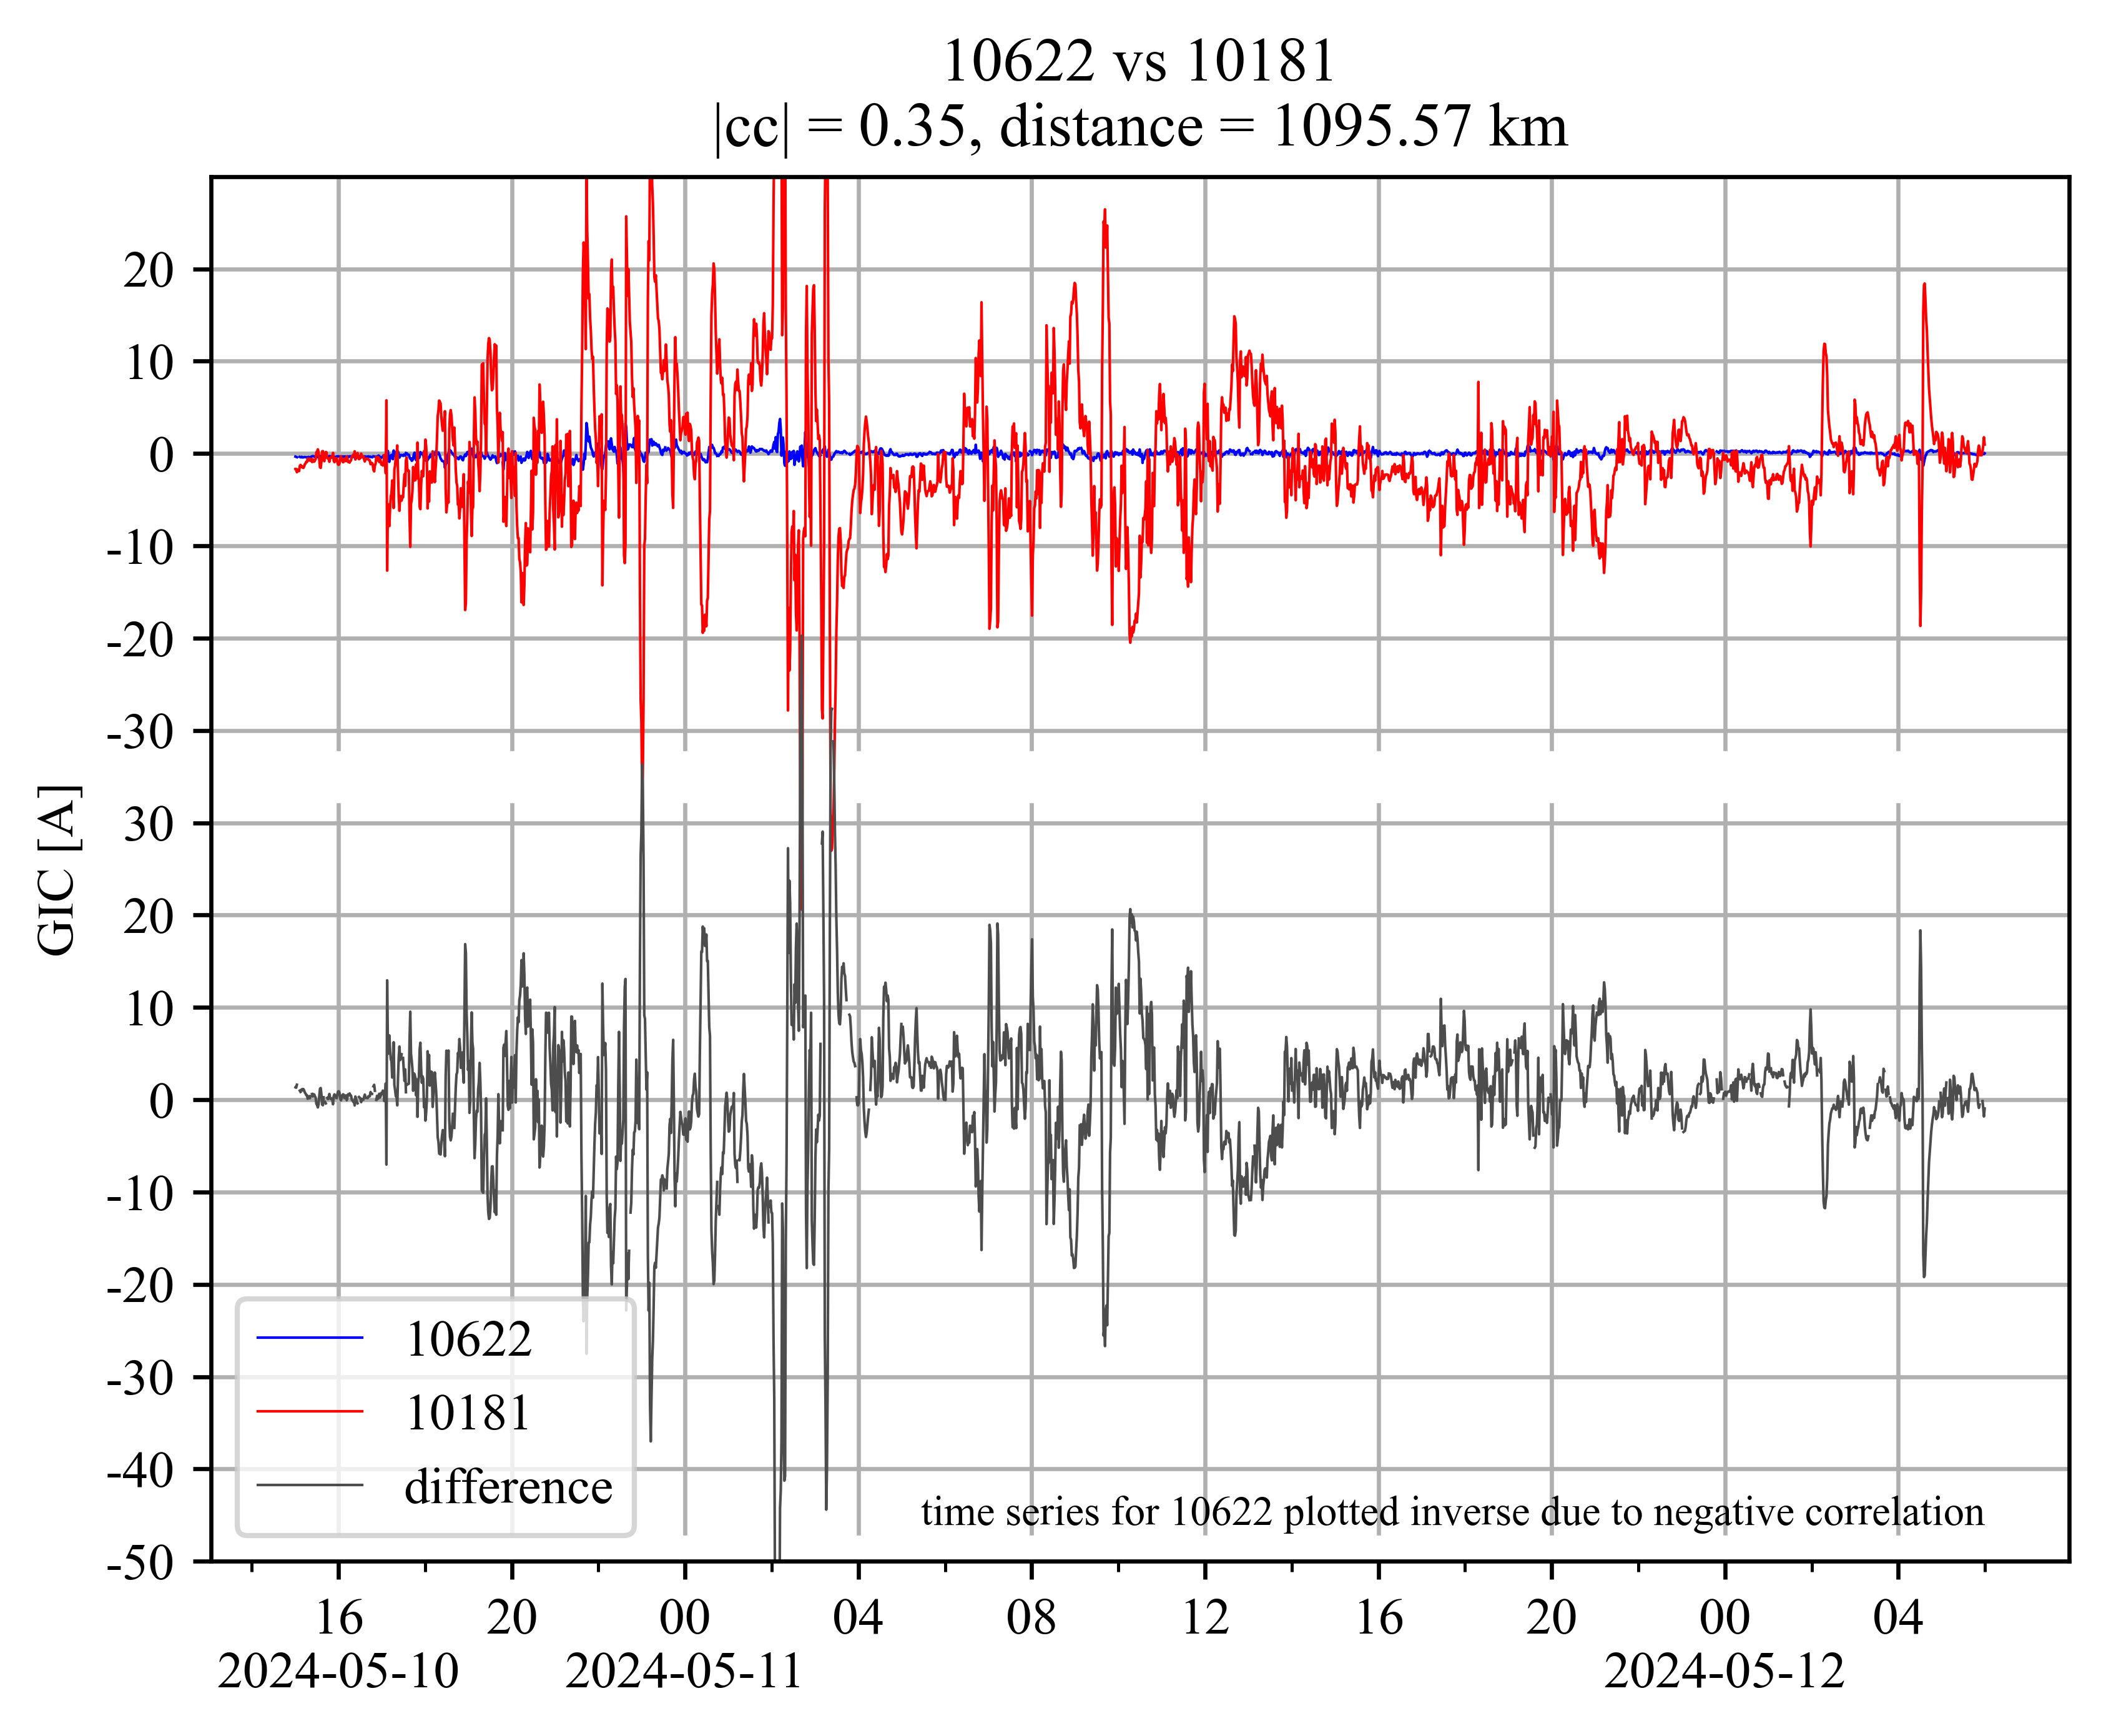 10622 vs 10181
|cc| = 0.35, distance = 1095.57 km
GIC [A]
20
10
0
-10
-20
-30
30
20
10
0
-10
-20
-30
-40
-50
10622
10181
difference
time series for 10622 plotted inverse due to negative correlation
16 20 00 04 08 12 16 20 00 04
2024-05-10 2024-05-11 2024-05-12